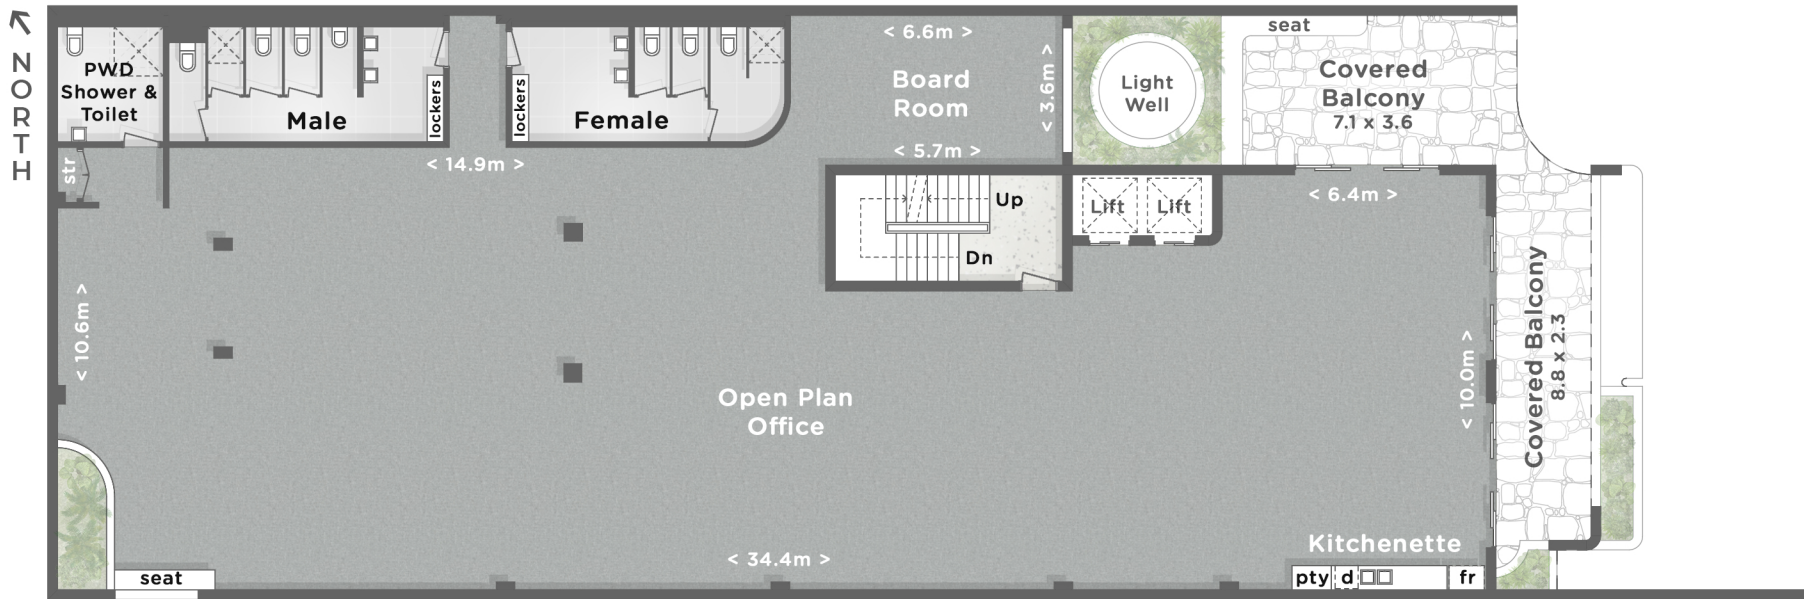 NORTH
PWD
Shower &
Toilet
Male
lockers
lockers
Female
< 6.6m >
Board
Room
< 3.6m >
< 5.7m >
Light
Well
seat
Covered
Balcony
7.1 x 3.6
str
< 14.9m >
Up
Dn
Lift
Lift
< 6.4m >
< 10.6m >
Open Plan
Office
< 10.0m >
Covered Balcony
8.8 x 2.3
< 34.4m >
Kitchenette
seat
pty
d
fr